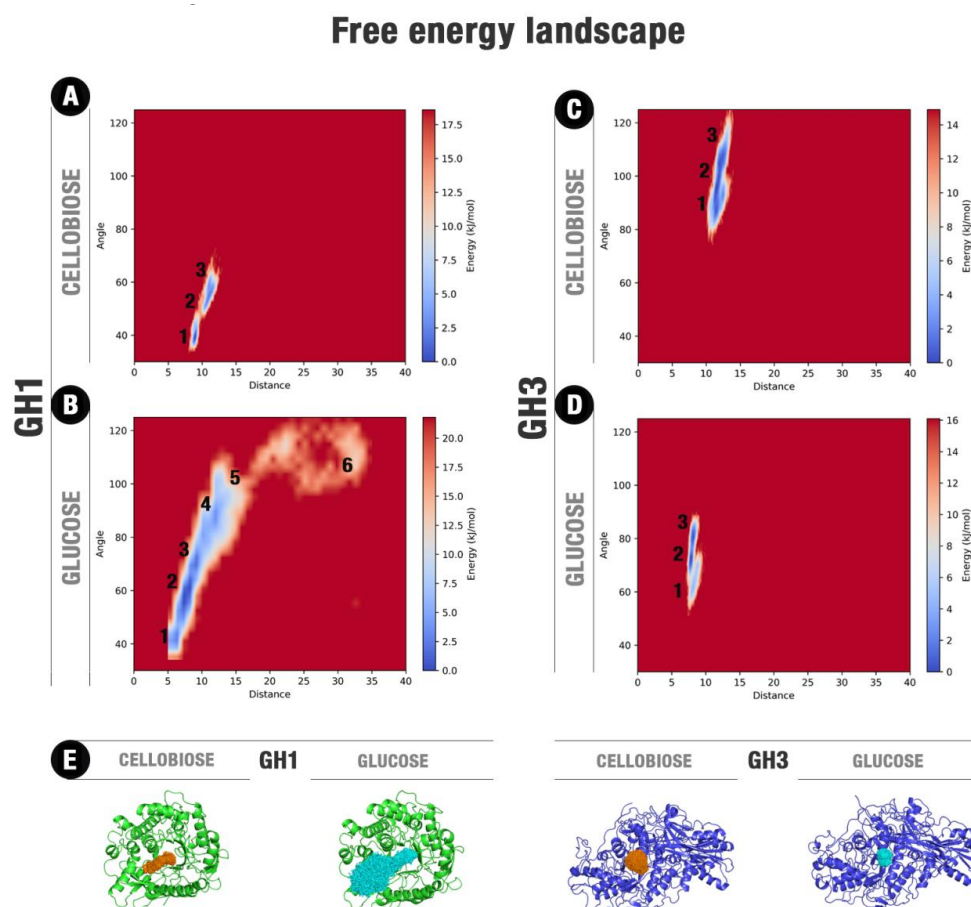 Free energy landscape
GH1
CELLOBIOSE
A
120
100
80
60
40
Angle
0 5 10 15 20 25 30 35 40
Distance
1
2
3
17.5
15.0
12.5
10.0
7.5
5.0
2.5
0.0
Energy (kJ/mol)
GLUCOSE
B
120
100
80
60
40
Angle
0 5 10 15 20 25 30 35 40
Distance
1
2
3
4
5
6
20.0
17.5
15.0
12.5
10.0
7.5
5.0
2.5
0.0
Energy (kJ/mol)
GH3
CELLOBIOSE
C
120
100
80
60
40
Angle
0 5 10 15 20 25 30 35 40
Distance
3
2
1
14
12
10
8
6
4
2
0
Energy (kJ/mol)
GLUCOSE
D
120
100
80
60
40
Angle
0 5 10 15 20 25 30 35 40
Distance
3
2
1
16
14
12
10
8
6
4
2
0
Energy (kJ/mol)
E
CELLOBIOSE GH1 GLUCOSE
CELLOBIOSE GH3 GLUCOSE